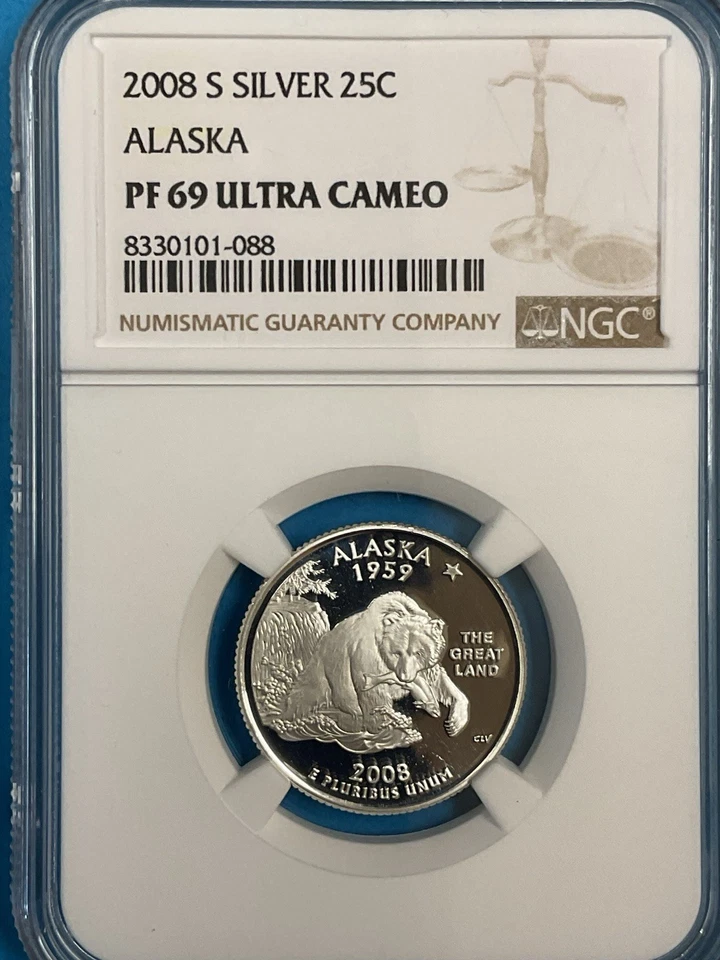 2008 S SILVER 25C
ALASKA
PF 69 ULTRA CAMEO
8330101-088
NUMISMATIC GUARANTY COMPANY
NGC®
ALASKA
1959
THE
GREAT
LAND
CLV
2008
E PLURIBUS UNUM